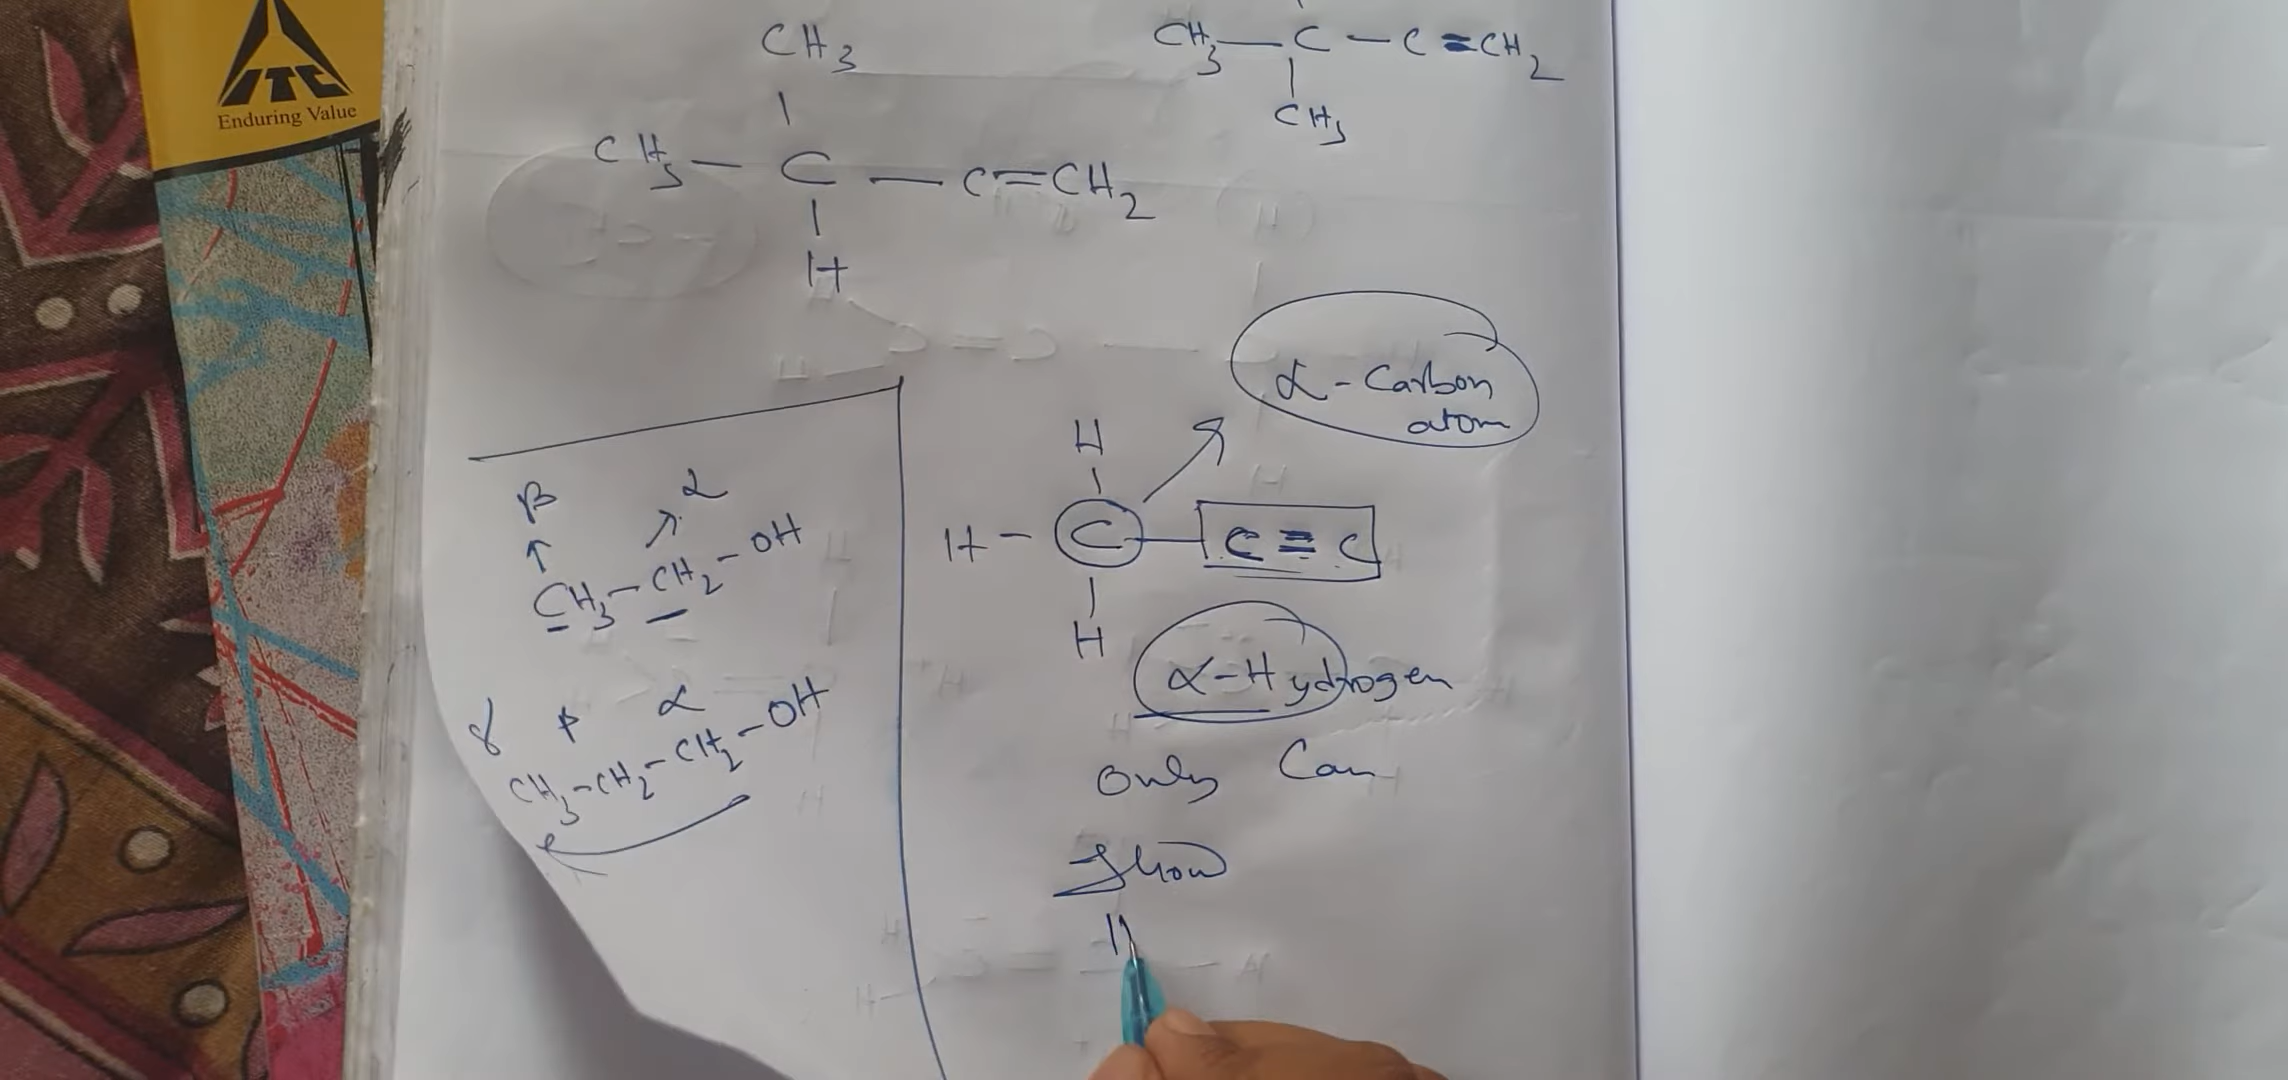 ITC
Enduring Value
CH3
CH3 — C — C = CH2
CH3
CH3 — C — C = CH2
H
α - Carbon
atom
H
H — C — C ≡ C
H
β α
CH3 - CH2 - OH
α - Hydrogen
γ β α
CH3 - CH2 - CH2 - OH
only Can
show